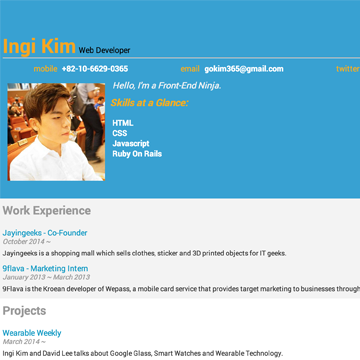 Ingi Kim Web Developer
mobile +82-10-6629-0365 email gokim365@gmail.com twitter
Hello, I'm a Front-End Ninja.
Skills at a Glance:
HTML
CSS
Javascript
Ruby On Rails
Work Experience
Jayingeeks - Co-Founder
October 2014 ~
Jayingeeks is a shopping mall which sells clothes, sticker and 3D printed objects for IT geeks.
9flava - Marketing Intern
January 2013 ~ March 2013
9Flava is the Kroean developer of Wepass, a mobile card service that provides target marketing to businesses through
Projects
Wearable Weekly
March 2014 ~
Ingi Kim and David Lee talks about Google Glass, Smart Watches and Wearable Technology.